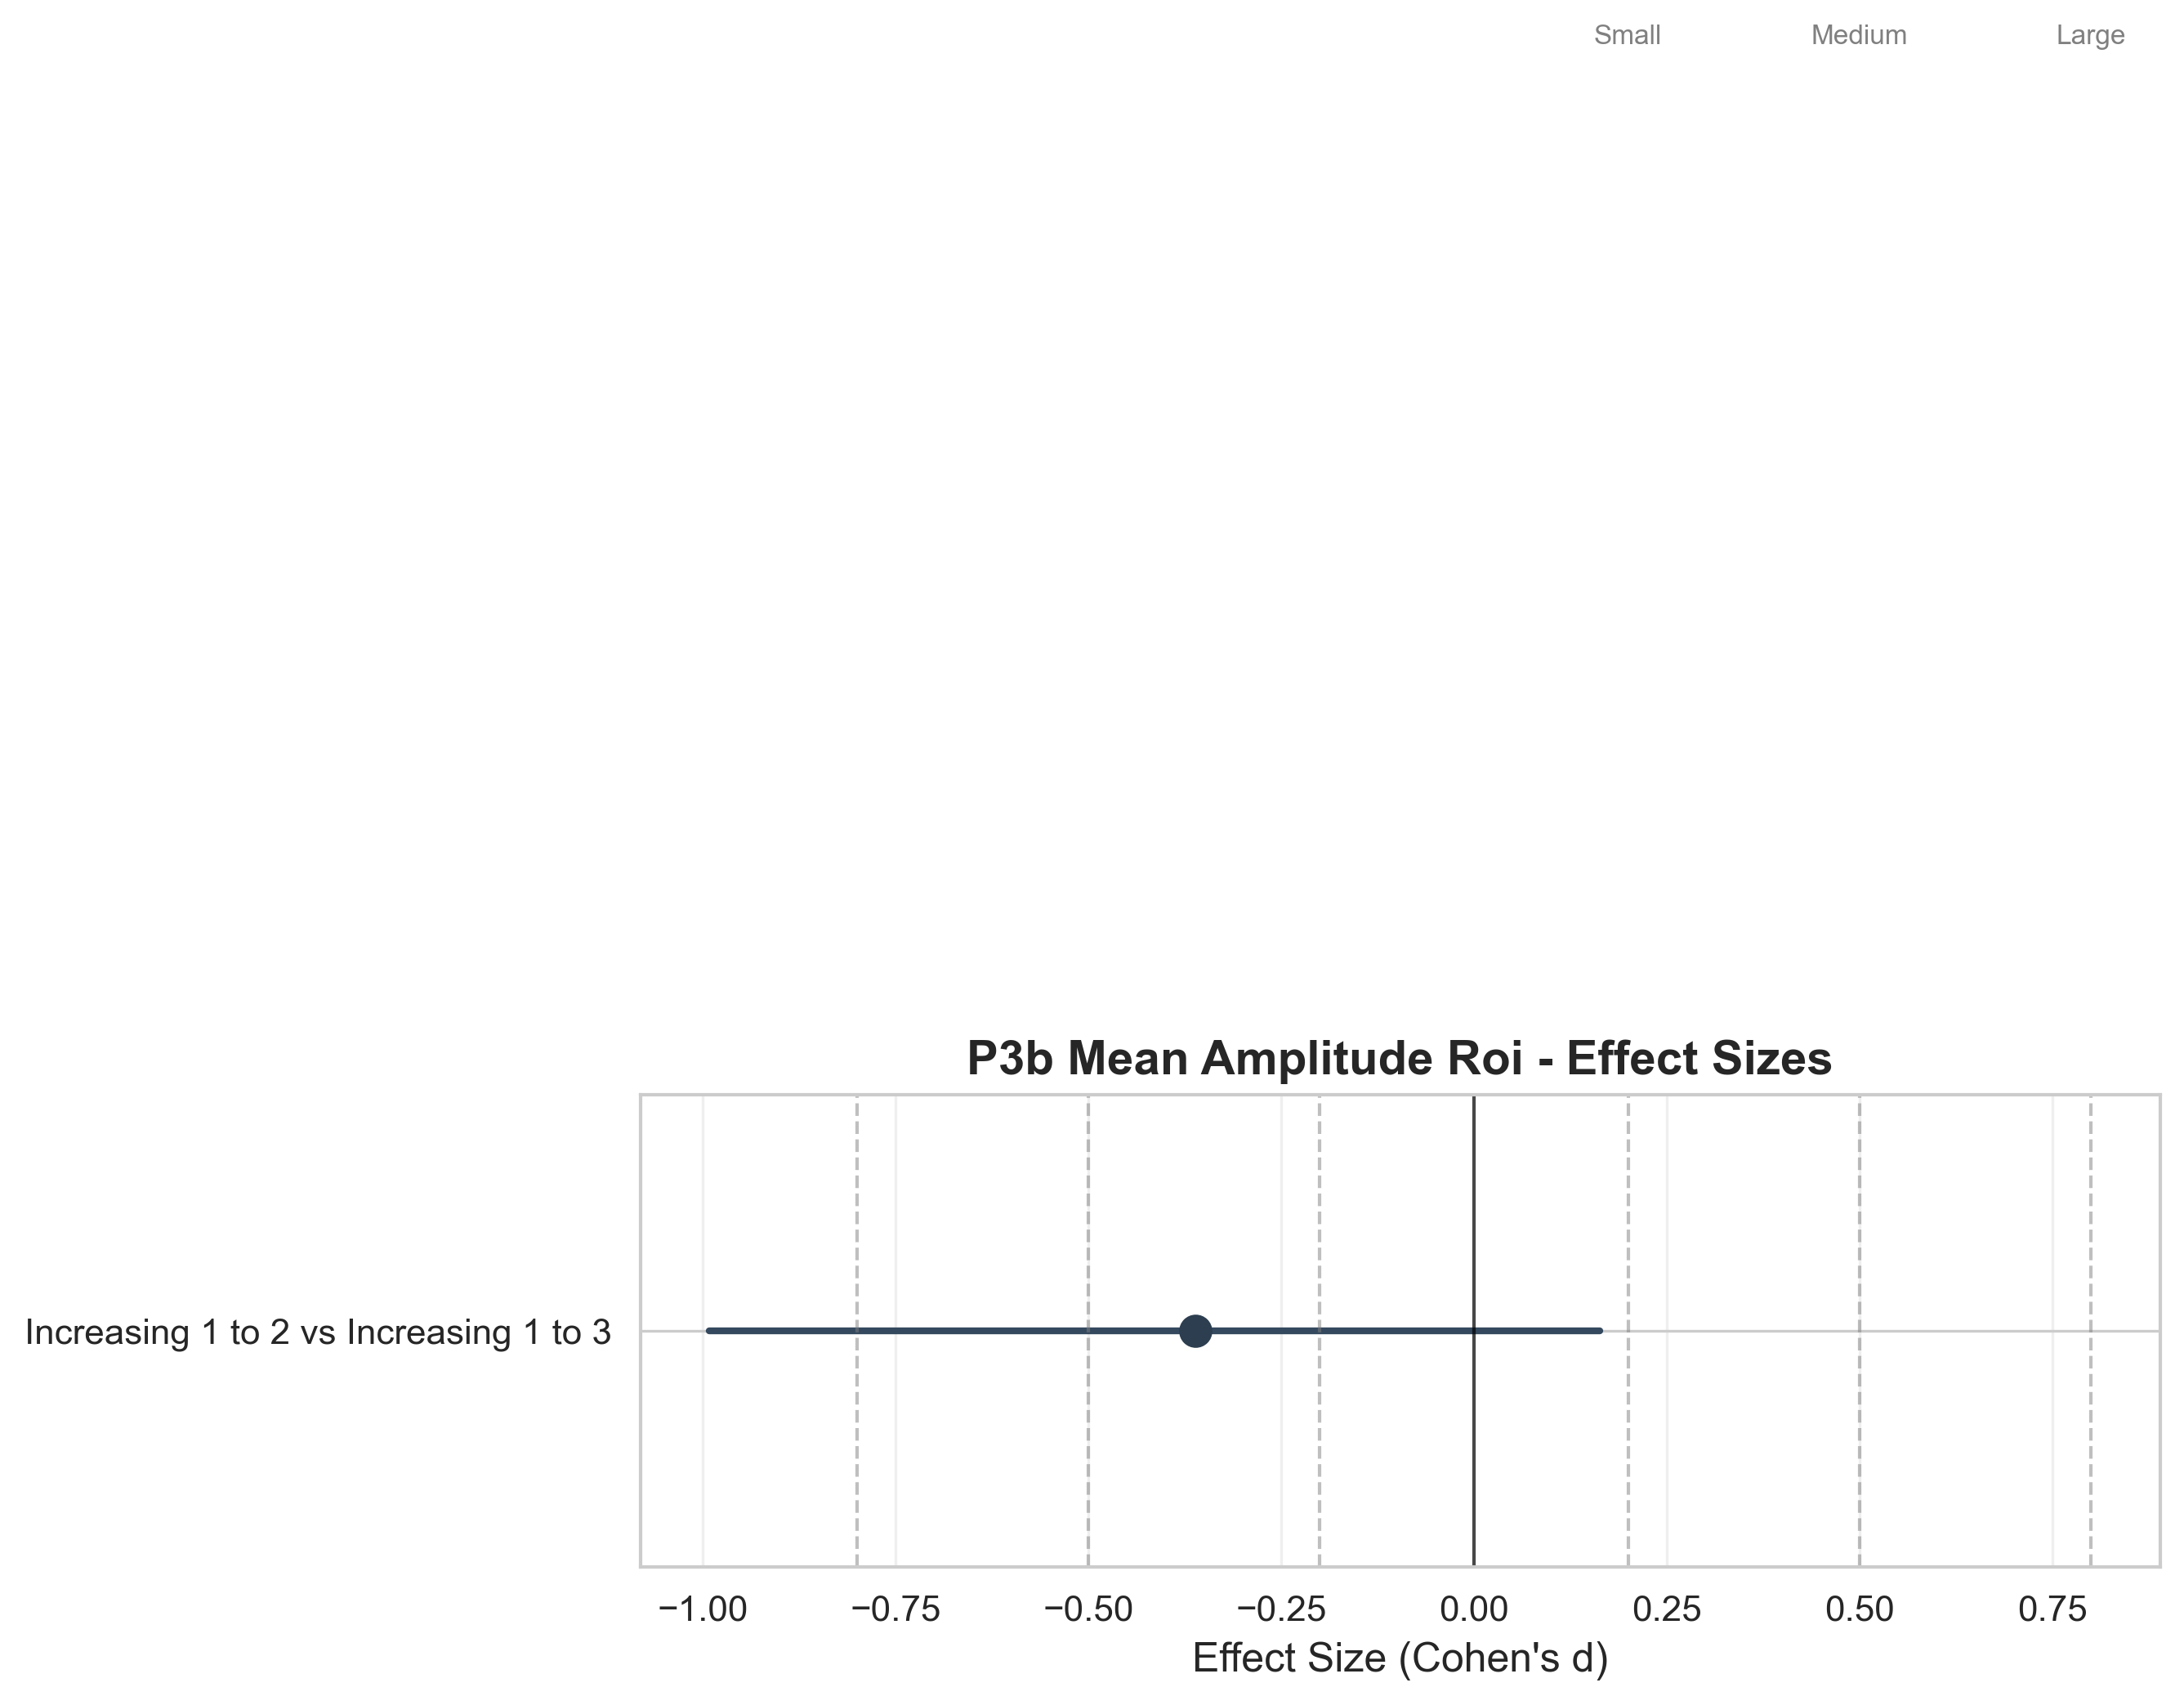 Small Medium Large
P3b Mean Amplitude Roi - Effect Sizes
Increasing 1 to 2 vs Increasing 1 to 3
−1.00 −0.75 −0.50 −0.25 0.00 0.25 0.50 0.75
Effect Size (Cohen's d)